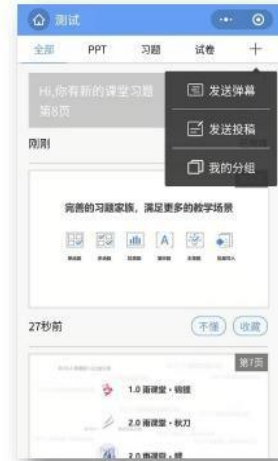 测试
全部 PPT 习题 试卷
Hi,你有新的课堂习题
第8页
发送弹幕
发送投稿
我的分组
刚刚
完善的习题家族，满足更多的教学场景
27秒前 不懂 收藏
第7页
1.0 雨课堂·锦鲤
2.0 雨课堂·秋刀